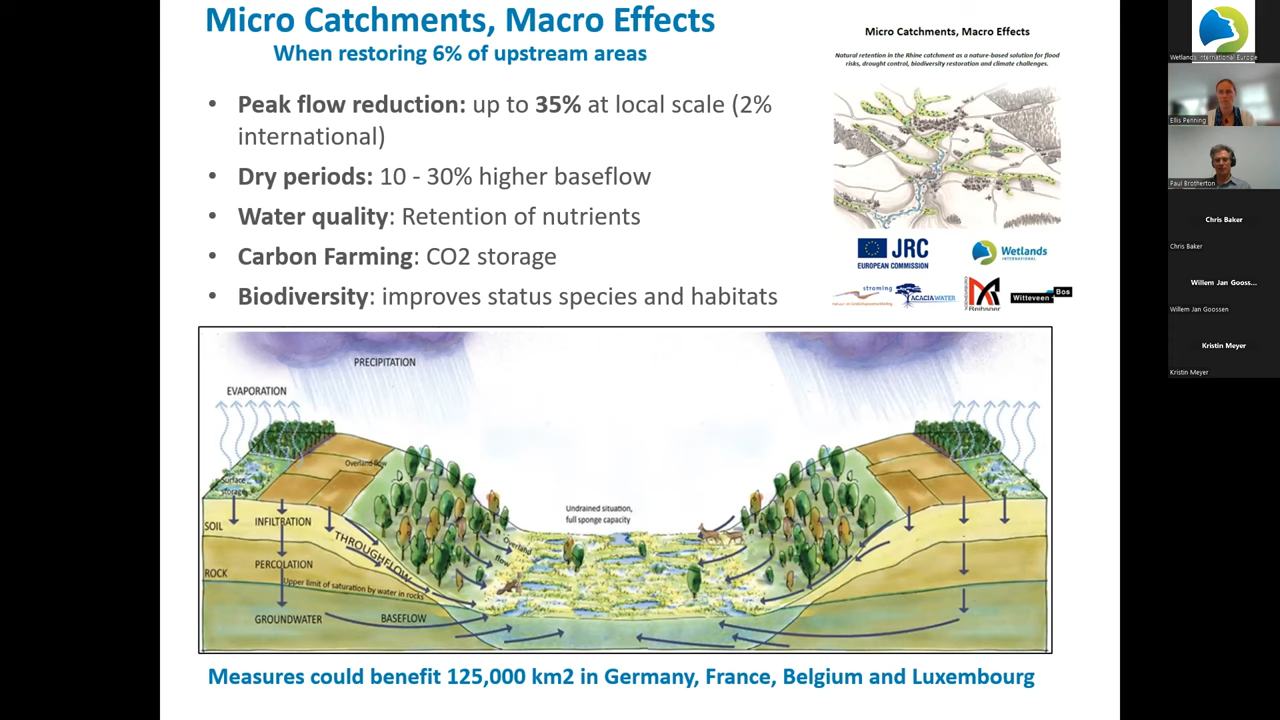 Micro Catchments, Macro Effects
When restoring 6% of upstream areas
• Peak flow reduction: up to 35% at local scale (2%
international)
• Dry periods: 10 - 30% higher baseflow
• Water quality: Retention of nutrients
• Carbon Farming: CO2 storage
• Biodiversity: improves status species and habitats
Micro Catchments, Macro Effects
Natural retention in the Rhine catchment as a nature-based solution for flood
risks, drought control, biodiversity restoration and climate challenges.
JRC
EUROPEAN COMMISSION
Wetlands
INTERNATIONAL
stroming
ACACIAWATER
Witteveen Bos
PRECIPITATION
EVAPORATION
Overland flow
Surface
storage
Undrained situation,
full sponge capacity
SOIL
INFILTRATION
THROUGHFLOW
Overland
flow
ROCK
PERCOLATION
Upper limit of saturation by water in rocks
GROUNDWATER
BASEFLOW
Measures could benefit 125,000 km2 in Germany, France, Belgium and Luxembourg
Wetlands International Europe
Ellis Penning
Paul Brotherton
Chris Baker
Chris Baker
Willem Jan Gooss...
Willem Jan Goossen
Kristin Meyer
Kristin Meyer